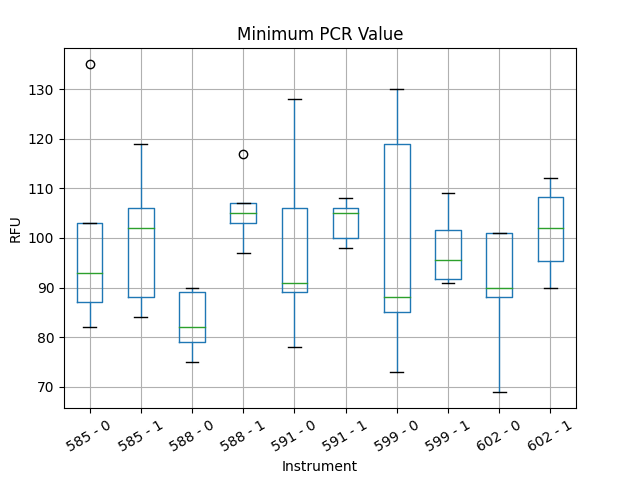 Minimum PCR Value
RFU
130
120
110
100
90
80
70
585 - 0
585 - 1
588 - 0
588 - 1
591 - 0
591 - 1
599 - 0
599 - 1
602 - 0
602 - 1
Instrument